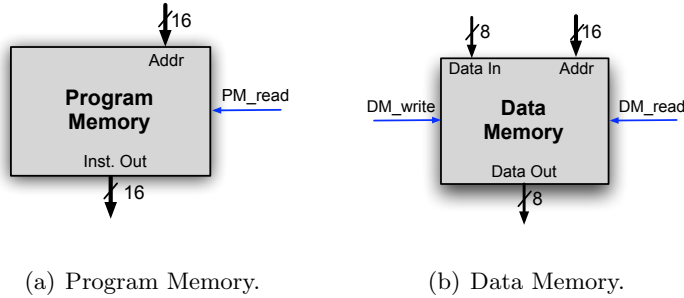 16
Addr
Program
Memory
PM_read
Inst. Out
16
(a) Program Memory.
8
16
Data In
Addr
DM_write
Data
Memory
DM_read
Data Out
8
(b) Data Memory.